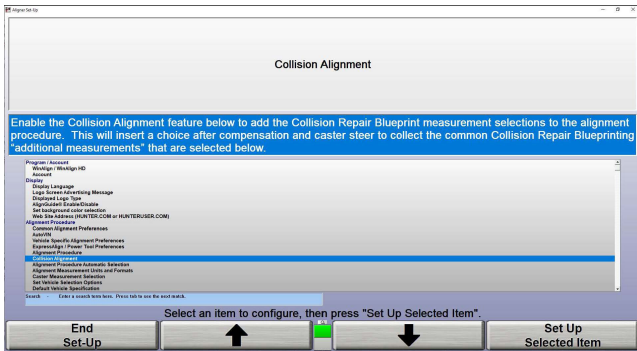 Aligner Set-Up
Collision Alignment
Enable the Collision Alignment feature below to add the Collision Repair Blueprint measurement selections to the alignment
procedure. This will insert a choice after compensation and caster steer to collect the common Collision Repair Blueprinting
"additional measurements" that are selected below.
Program / Account
WinAlign / WinAlign HD
Account
Display
Display Language
Logo Screen Advertising Message
Displayed Logo Type
AlignGuide® Enable/Disable
Set background color selection
Web Site Address (HUNTER.COM or HUNTERUSER.COM)
Alignment Procedure
Common Alignment Preferences
AutoVIN
Vehicle Specific Alignment Preferences
ExpressAlign / Power Tool Preferences
Alignment Procedure
Collision Alignment
Alignment Procedure Automatic Selection
Alignment Measurement Units and Formats
Caster Measurement Selection
Set Vehicle Selection Options
Default Vehicle Specification
Search - Enter a search term here. Press tab to see the next match.
Select an item to configure, then press "Set Up Selected Item".
End
Set-Up
Set Up
Selected Item